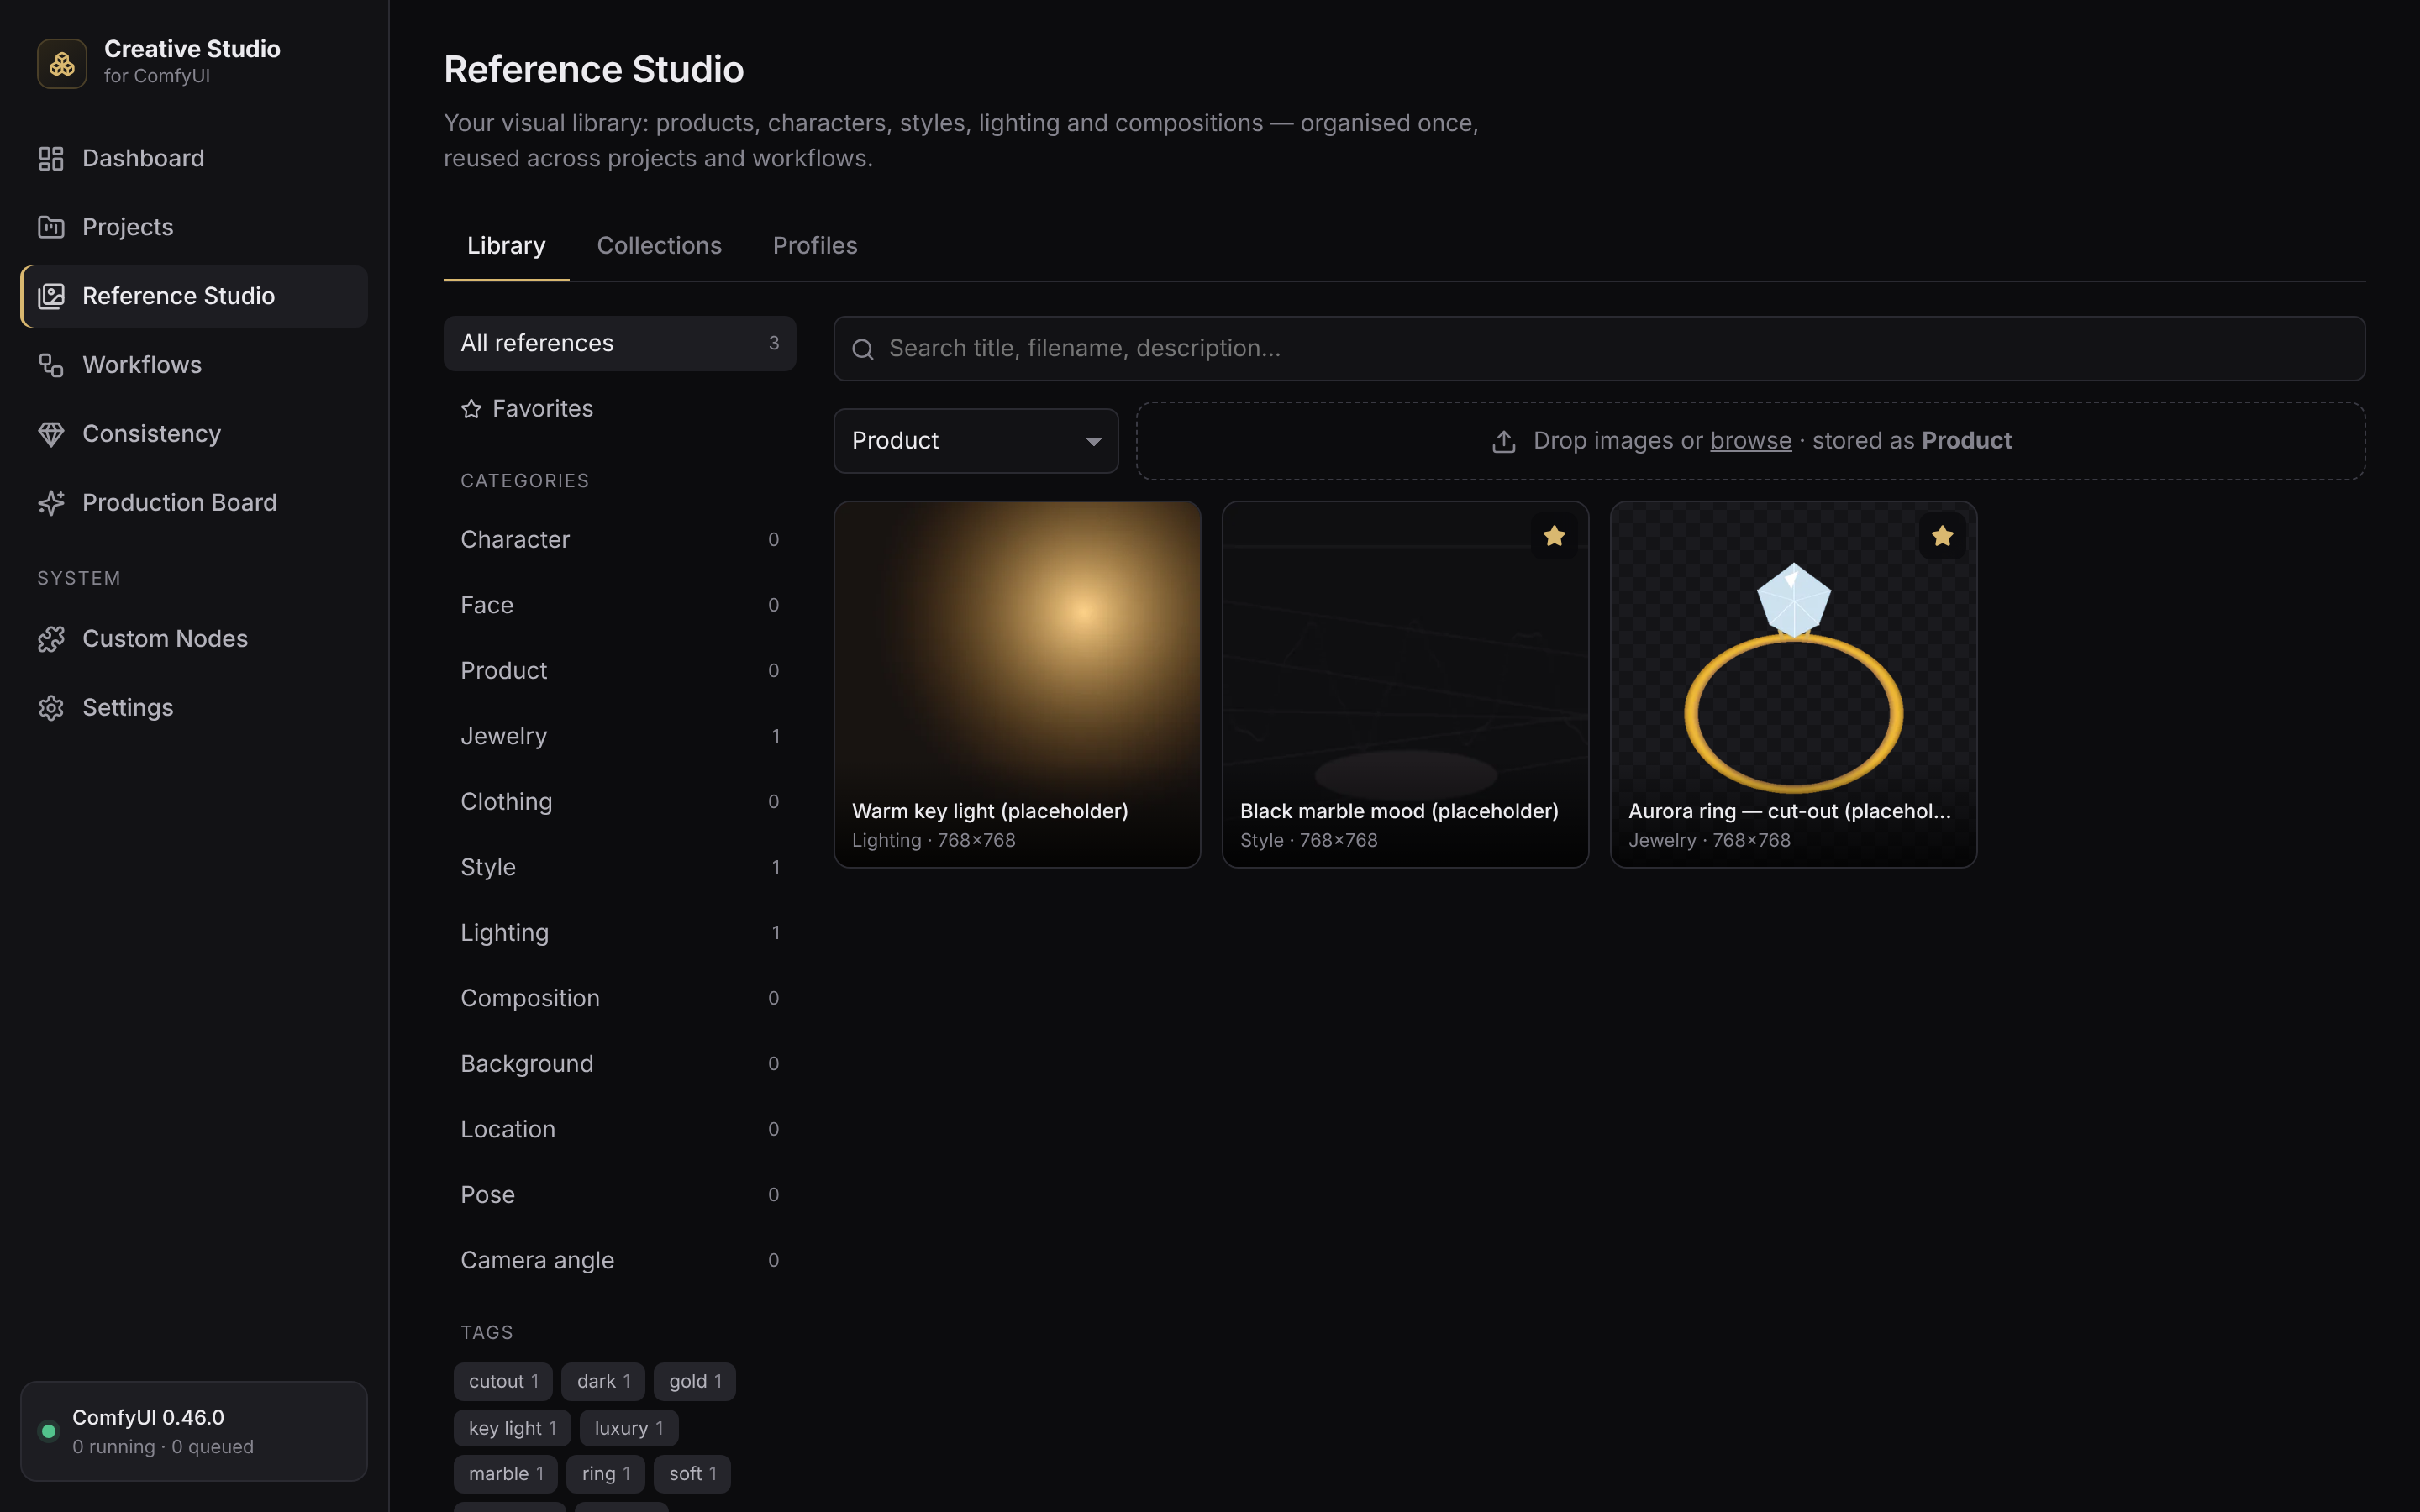 Creative Studio
for ComfyUI
Dashboard
Projects
Reference Studio
Workflows
Consistency
Production Board
SYSTEM
Custom Nodes
Settings
ComfyUI 0.46.0
0 running · 0 queued
Reference Studio
Your visual library: products, characters, styles, lighting and compositions — organised once,
reused across projects and workflows.
Library
Collections
Profiles
All references 3
Favorites
CATEGORIES
Character 0
Face 0
Product 0
Jewelry 1
Clothing 0
Style 1
Lighting 1
Composition 0
Background 0
Location 0
Pose 0
Camera angle 0
TAGS
cutout 1 dark 1 gold 1
key light 1 luxury 1
marble 1 ring 1 soft 1
Search title, filename, description...
Product
Drop images or browse · stored as Product
Warm key light (placeholder)
Lighting · 768×768
Black marble mood (placeholder)
Style · 768×768
Aurora ring — cut-out (placehol...
Jewelry · 768×768